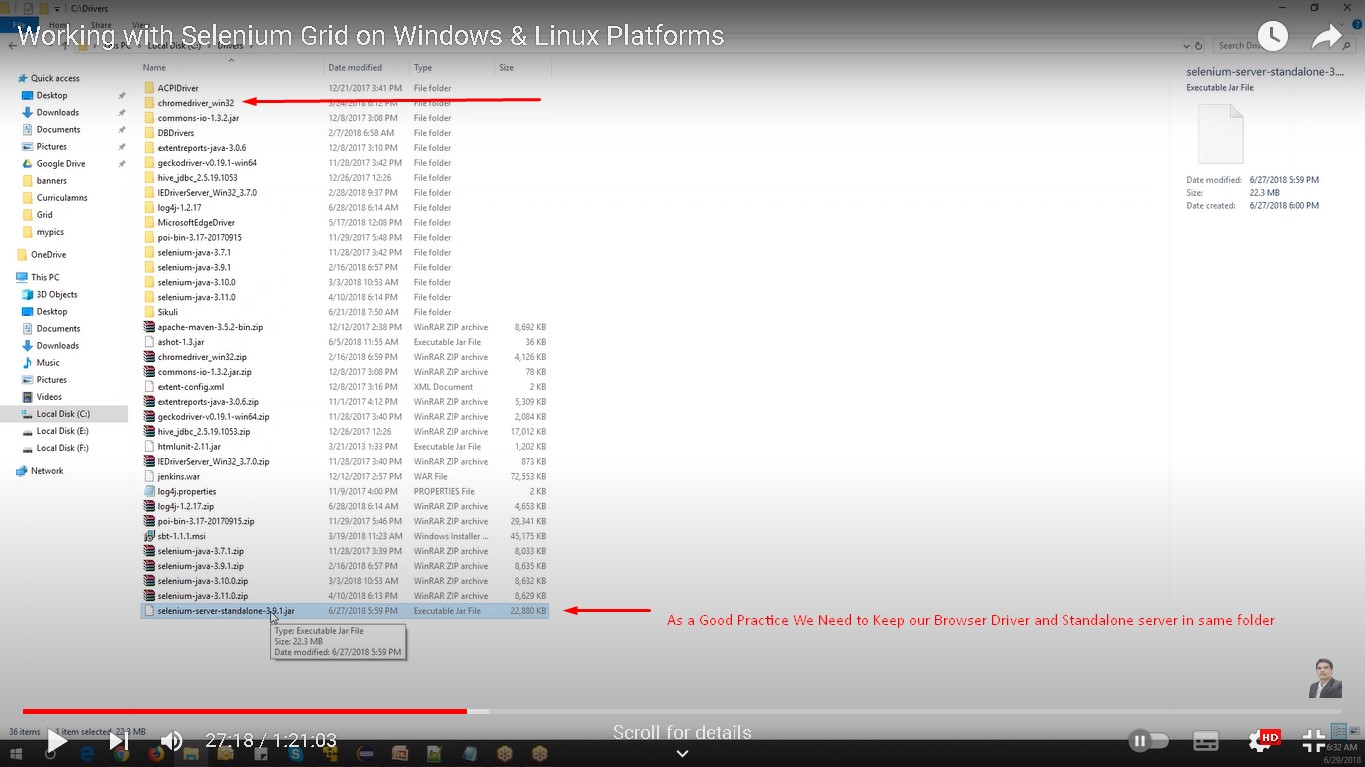 C:\Drivers
File Home Share View
Working with Selenium Grid on Windows & Linux Platforms
This PC Local Disk (C:) Drivers
Search Dri
Name Date modified Type Size
Quick access
Desktop
Downloads
Documents
Pictures
Google Drive
banners
Curriculamns
Grid
mypics
OneDrive
This PC
3D Objects
Desktop
Documents
Downloads
Music
Pictures
Videos
Local Disk (C:)
Local Disk (E:)
Local Disk (F:)
Network
ACPIDriver 12/21/2017 3:41 PM File folder
chromedriver_win32 5/24/2018 6:12 PM File folder
commons-io-1.3.2.jar 12/8/2017 3:08 PM File folder
DBDrivers 2/7/2018 6:58 AM File folder
extentreports-java-3.0.6 12/8/2017 3:10 PM File folder
geckodriver-v0.19.1-win64 11/28/2017 3:42 PM File folder
hive_jdbc_2.5.19.1053 12/26/2017 12:26 File folder
IEDriverServer_Win32_3.7.0 2/28/2018 9:37 PM File folder
log4j-1.2.17 6/28/2018 6:14 AM File folder
MicrosoftEdgeDriver 5/17/2018 12:08 PM File folder
poi-bin-3.17-20170915 11/29/2017 5:48 PM File folder
selenium-java-3.7.1 11/28/2017 3:42 PM File folder
selenium-java-3.9.1 2/16/2018 6:57 PM File folder
selenium-java-3.10.0 3/3/2018 10:53 AM File folder
selenium-java-3.11.0 4/10/2018 6:14 PM File folder
Sikuli 6/21/2018 7:50 AM File folder
apache-maven-3.5.2-bin.zip 12/12/2017 2:38 PM WinRAR ZIP archive 8,692 KB
ashot-1.3.jar 6/5/2018 11:55 AM Executable Jar File 36 KB
chromedriver_win32.zip 2/16/2018 6:59 PM WinRAR ZIP archive 4,126 KB
commons-io-1.3.2.jar.zip 12/8/2017 3:08 PM WinRAR ZIP archive 78 KB
extent-config.xml 12/8/2017 3:16 PM XML Document 2 KB
extentreports-java-3.0.6.zip 11/1/2017 4:12 PM WinRAR ZIP archive 5,309 KB
geckodriver-v0.19.1-win64.zip 11/28/2017 3:40 PM WinRAR ZIP archive 2,084 KB
hive_jdbc_2.5.19.1053.zip 12/26/2017 12:26 WinRAR ZIP archive 17,012 KB
htmlunit-2.11.jar 3/21/2013 1:33 PM Executable Jar File 1,202 KB
IEDriverServer_Win32_3.7.0.zip 11/28/2017 3:40 PM WinRAR ZIP archive 873 KB
jenkins.war 12/12/2017 2:57 PM WAR File 72,553 KB
log4j.properties 11/9/2017 4:00 PM PROPERTIES File 2 KB
log4j-1.2.17.zip 6/28/2018 6:14 AM WinRAR ZIP archive 4,653 KB
poi-bin-3.17-20170915.zip 11/29/2017 5:46 PM WinRAR ZIP archive 29,341 KB
sbt-1.1.1.msi 3/19/2018 11:23 AM Windows Installer ... 45,175 KB
selenium-java-3.7.1.zip 11/28/2017 3:39 PM WinRAR ZIP archive 8,033 KB
selenium-java-3.9.1.zip 2/16/2018 6:57 PM WinRAR ZIP archive 8,635 KB
selenium-java-3.10.0.zip 3/3/2018 10:53 AM WinRAR ZIP archive 8,632 KB
selenium-java-3.11.0.zip 4/10/2018 6:13 PM WinRAR ZIP archive 8,629 KB
selenium-server-standalone-3.9.1.jar 6/27/2018 5:59 PM Executable Jar File 22,880 KB
Type: Executable Jar File
Size: 22.3 MB
Date modified: 6/27/2018 5:59 PM
As a Good Practice We Need to Keep our Browser Driver and Standalone server in same folder
selenium-server-standalone-3....
Executable Jar File
Date modified: 6/27/2018 5:59 PM
Size: 22.3 MB
Date created: 6/27/2018 6:00 PM
36 items 1 item selected 22.3 MB
27:18 / 1:21:03
Scroll for details
HD
6:32 AM
6/29/2018